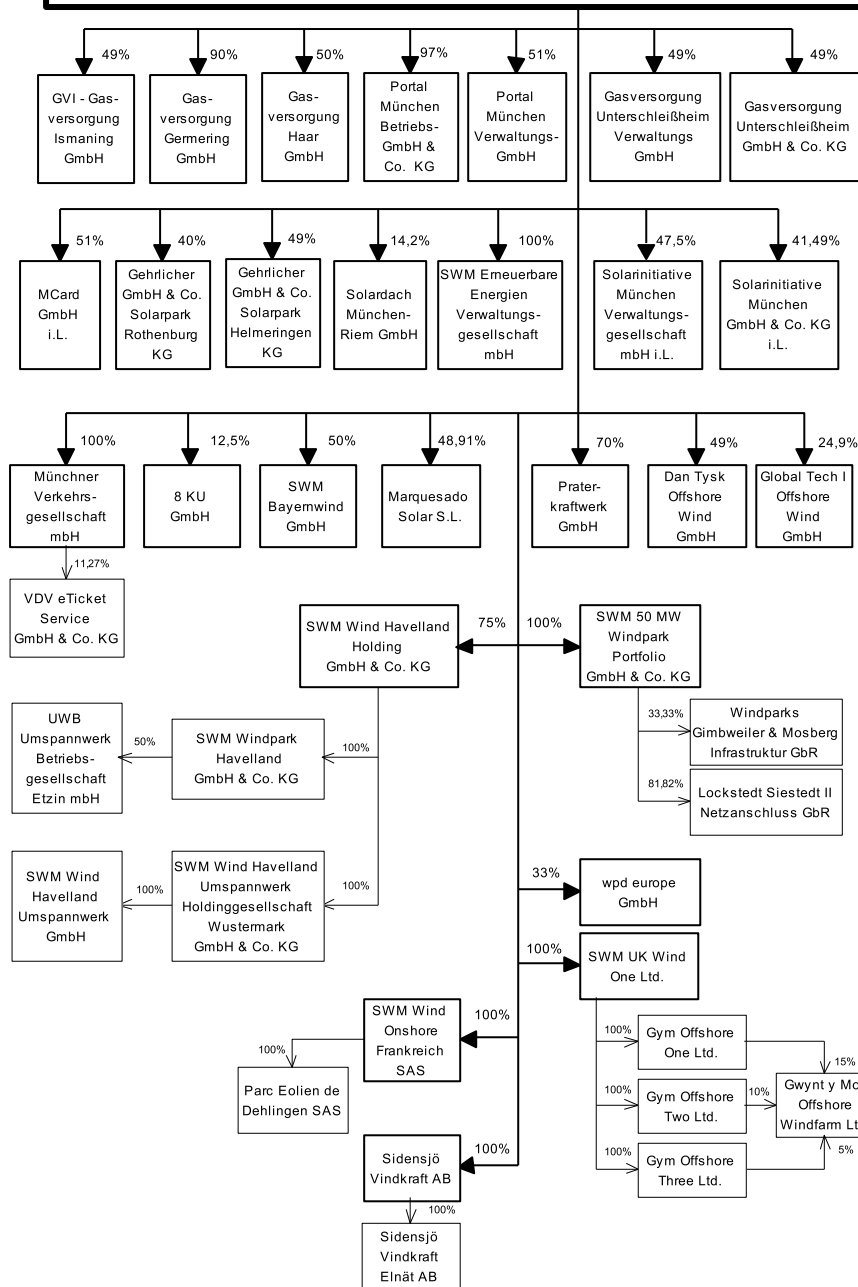 49%
90%
50%
97%
51%
49%
49%
GVI - Gas-
versorgung
Ismaning
GmbH
Gas-
versorgung
Germering
GmbH
Gas-
versorgung
Haar
GmbH
Portal
München
Betriebs-
GmbH &
Co. KG
Portal
München
Verwaltungs-
GmbH
Gasversorgung
Unterschleißheim
Verwaltungs
GmbH
Gasversorgung
Unterschleißheim
GmbH & Co. KG
51%
40%
49%
14,2%
100%
47,5%
41,49%
MCard
GmbH
i.L.
Gehrlicher
GmbH & Co.
Solarpark
Rothenburg
KG
Gehrlicher
GmbH & Co.
Solarpark
Helmeringen
KG
Solardach
München-
Riem GmbH
SWM Erneuerbare
Energien
Verwaltungs-
gesellschaft
mbH
Solarinitiative
München
Verwaltungs-
gesellschaft
mbH i.L.
Solarinitiative
München
GmbH & Co. KG
i.L.
100%
12,5%
50%
48,91%
70%
49%
24,9%
Münchner
Verkehrs-
gesellschaft
mbH
8 KU
GmbH
SWM
Bayernwind
GmbH
Marquesado
Solar S.L.
Prater-
kraftwerk
GmbH
Dan Tysk
Offshore
Wind
GmbH
Global Tech I
Offshore
Wind
GmbH
11,27%
VDV eTicket
Service
GmbH & Co. KG
SWM Wind Havelland
Holding
GmbH & Co. KG
75%
100%
SWM 50 MW
Windpark
Portfolio
GmbH & Co. KG
UWB
Umspannwerk
Betriebs-
gesellschaft
Etzin mbH
50%
SWM Windpark
Havelland
GmbH & Co. KG
100%
33,33%
Windparks
Gimbweiler & Mosberg
Infrastruktur GbR
81,82%
Lockstedt Siestedt II
Netzanschluss GbR
SWM Wind
Havelland
Umspannwerk
GmbH
100%
SWM Wind Havelland
Umspannwerk
Holdinggesellschaft
Wustermark
GmbH & Co. KG
100%
33%
wpd europe
GmbH
100%
SWM UK Wind
One Ltd.
SWM Wind
Onshore
Frankreich
SAS
100%
100%
Parc Eolien de
Dehlingen SAS
100%
Gym Offshore
One Ltd.
15%
100%
Gym Offshore
Two Ltd.
10%
Gwynt y Mo
Offshore
Windfarm Lt
100%
Gym Offshore
Three Ltd.
5%
Sidensjö
Vindkraft AB
100%
100%
Sidensjö
Vindkraft
Elnät AB